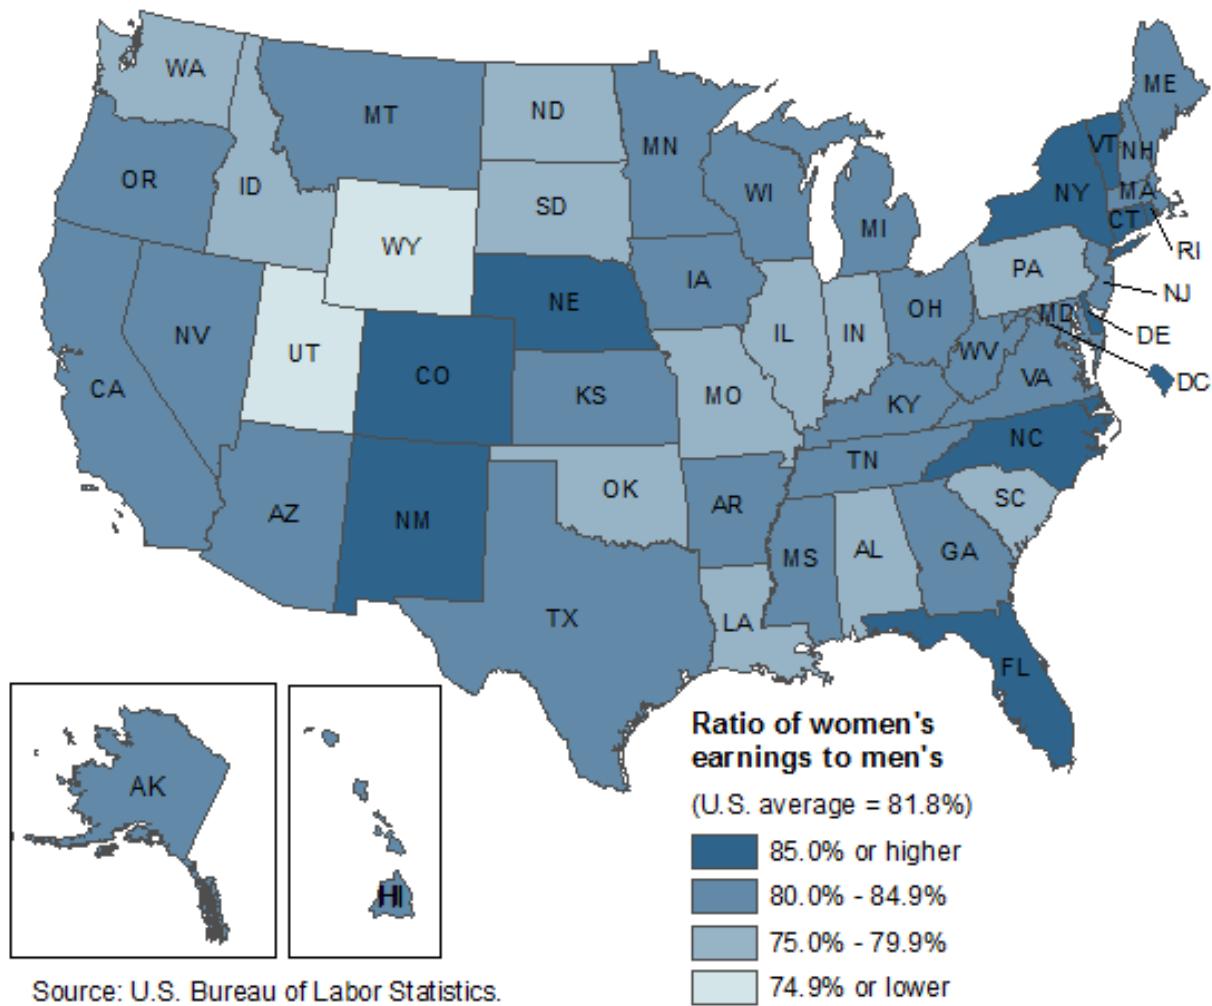 WA
MT
ND
MN
ME
VT
NH
OR
ID
SD
WI
MI
NY
MA
CT
RI
WY
IA
PA
NJ
NE
OH
MD
DE
NV
UT
CO
IL
IN
WV
VA
DC
CA
KS
MO
KY
NC
AZ
NM
OK
AR
TN
SC
MS
AL
GA
TX
LA
FL
AK
HI
Ratio of women's
earnings to men's
(U.S. average = 81.8%)
85.0% or higher
80.0% - 84.9%
75.0% - 79.9%
74.9% or lower
Source: U.S. Bureau of Labor Statistics.